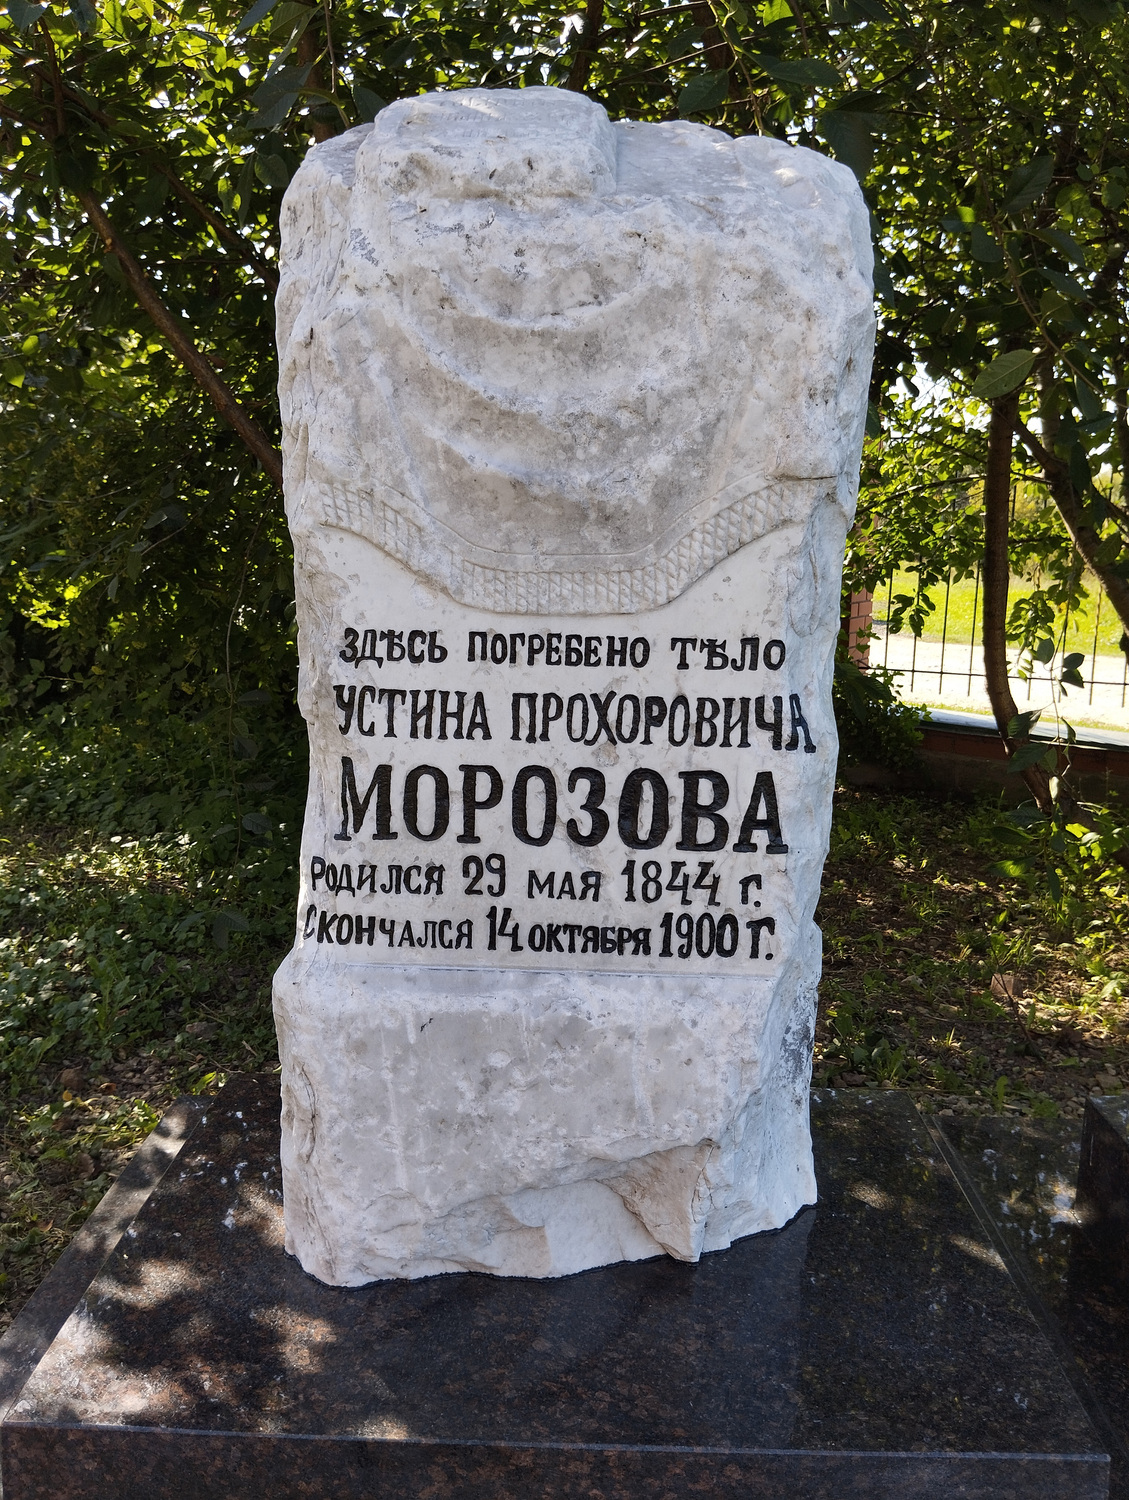 ЗДѢСЬ ПОГРЕБЕНО ТѢЛО
УСТИНА ПРОХОРОВИЧА
МОРОЗОВА
РОДИЛСЯ 29 МАЯ 1844 Г.
СКОНЧАЛСЯ 14 ОКТЯБРЯ 1900 Г.